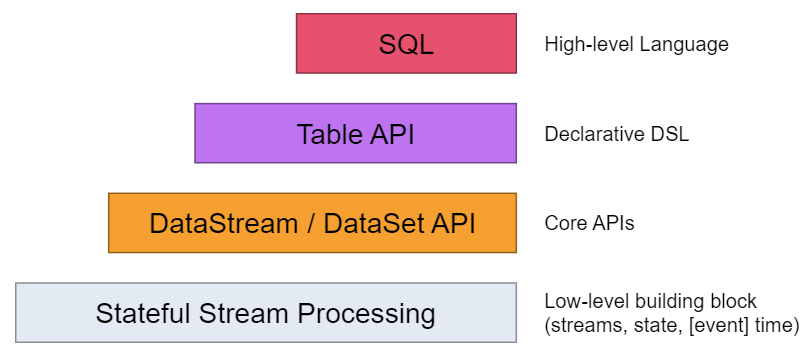 SQL
High-level Language
Table API
Declarative DSL
DataStream / DataSet API
Core APIs
Stateful Stream Processing
Low-level building block
(streams, state, [event] time)